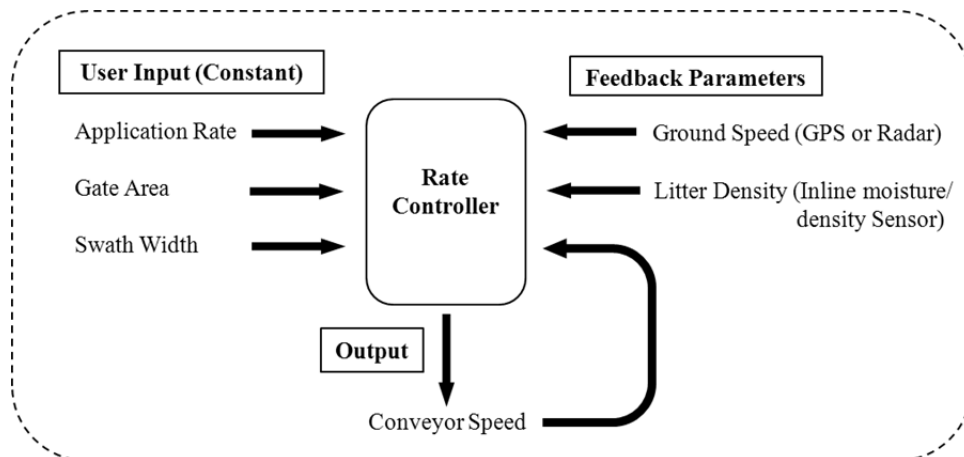 User Input (Constant)
Feedback Parameters
Application Rate
Gate Area
Swath Width
Rate
Controller
Ground Speed (GPS or Radar)
Litter Density (Inline moisture/
density Sensor)
Output
Conveyor Speed